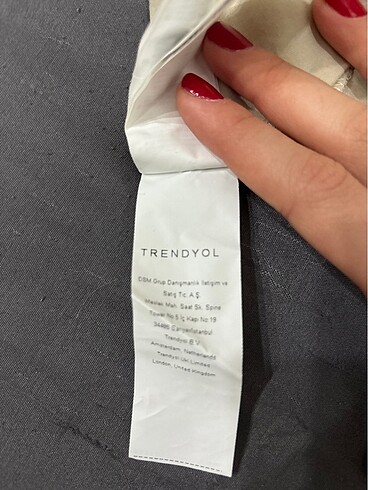 TRENDYOL
DSM Grup Danışmanlık İletişim ve
Satış Tic. A.Ş.
Maslak Mah. Saat Sk. Spine
Tower No:5 İç Kapı No:19
34485 Sarıyer/İstanbul
Trendyol B.V.
Amsterdam, Netherlands
Trendyol UK Limited
London, United Kingdom